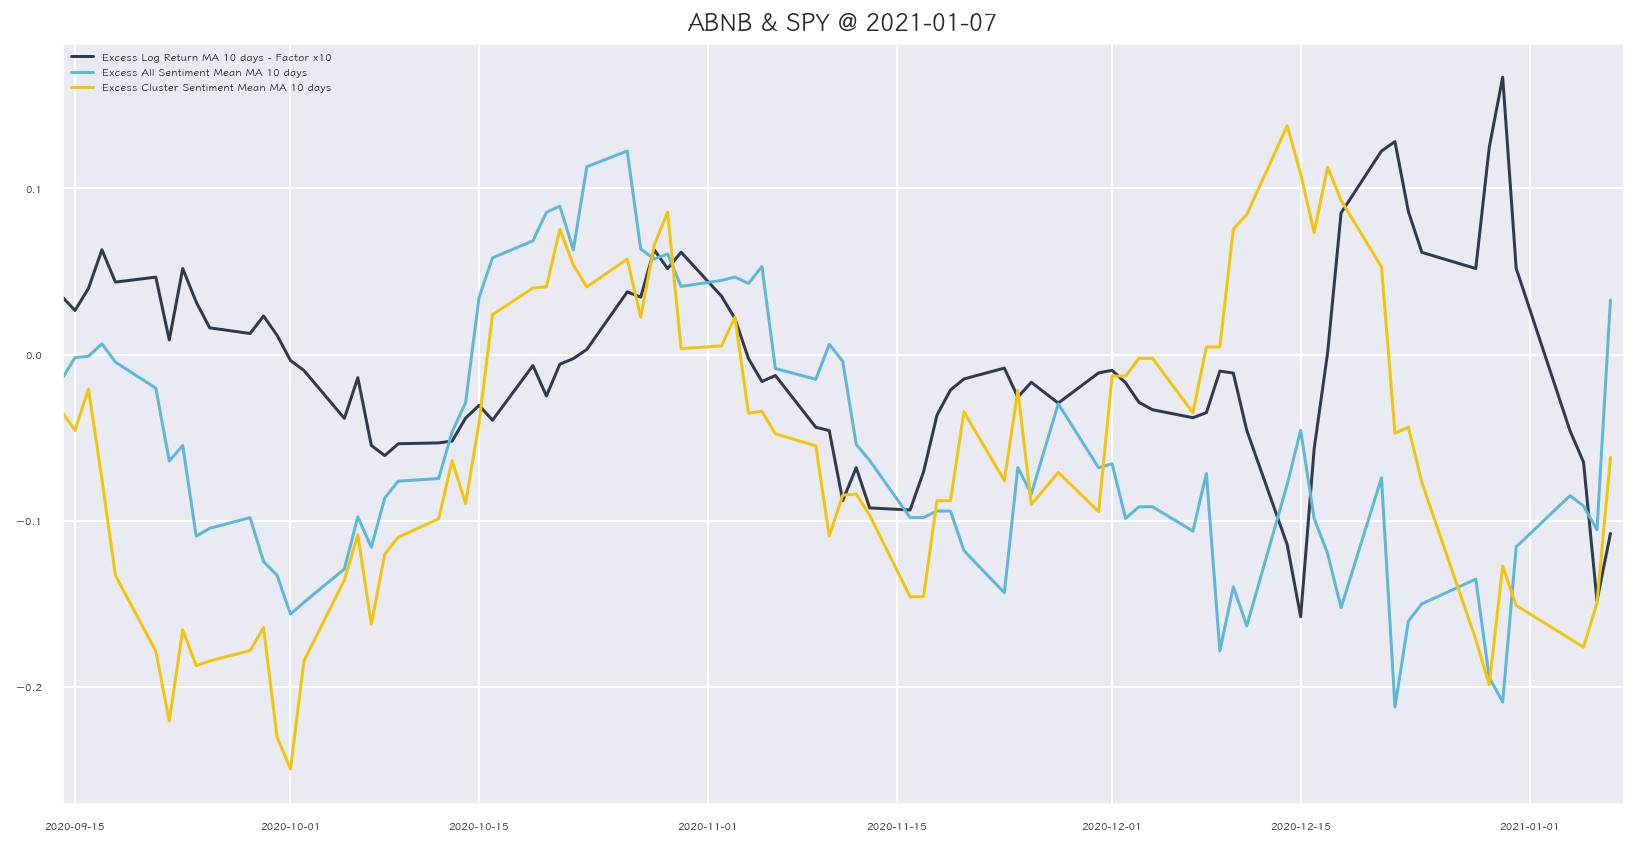 ABNB & SPY @ 2021-01-07
Excess Log Return MA 10 days - Factor x10
Excess All Sentiment Mean MA 10 days
Excess Cluster Sentiment Mean MA 10 days
0.1
0.0
−0.1
−0.2
2020-09-15 2020-10-01 2020-10-15 2020-11-01 2020-11-15 2020-12-01 2020-12-15 2021-01-01